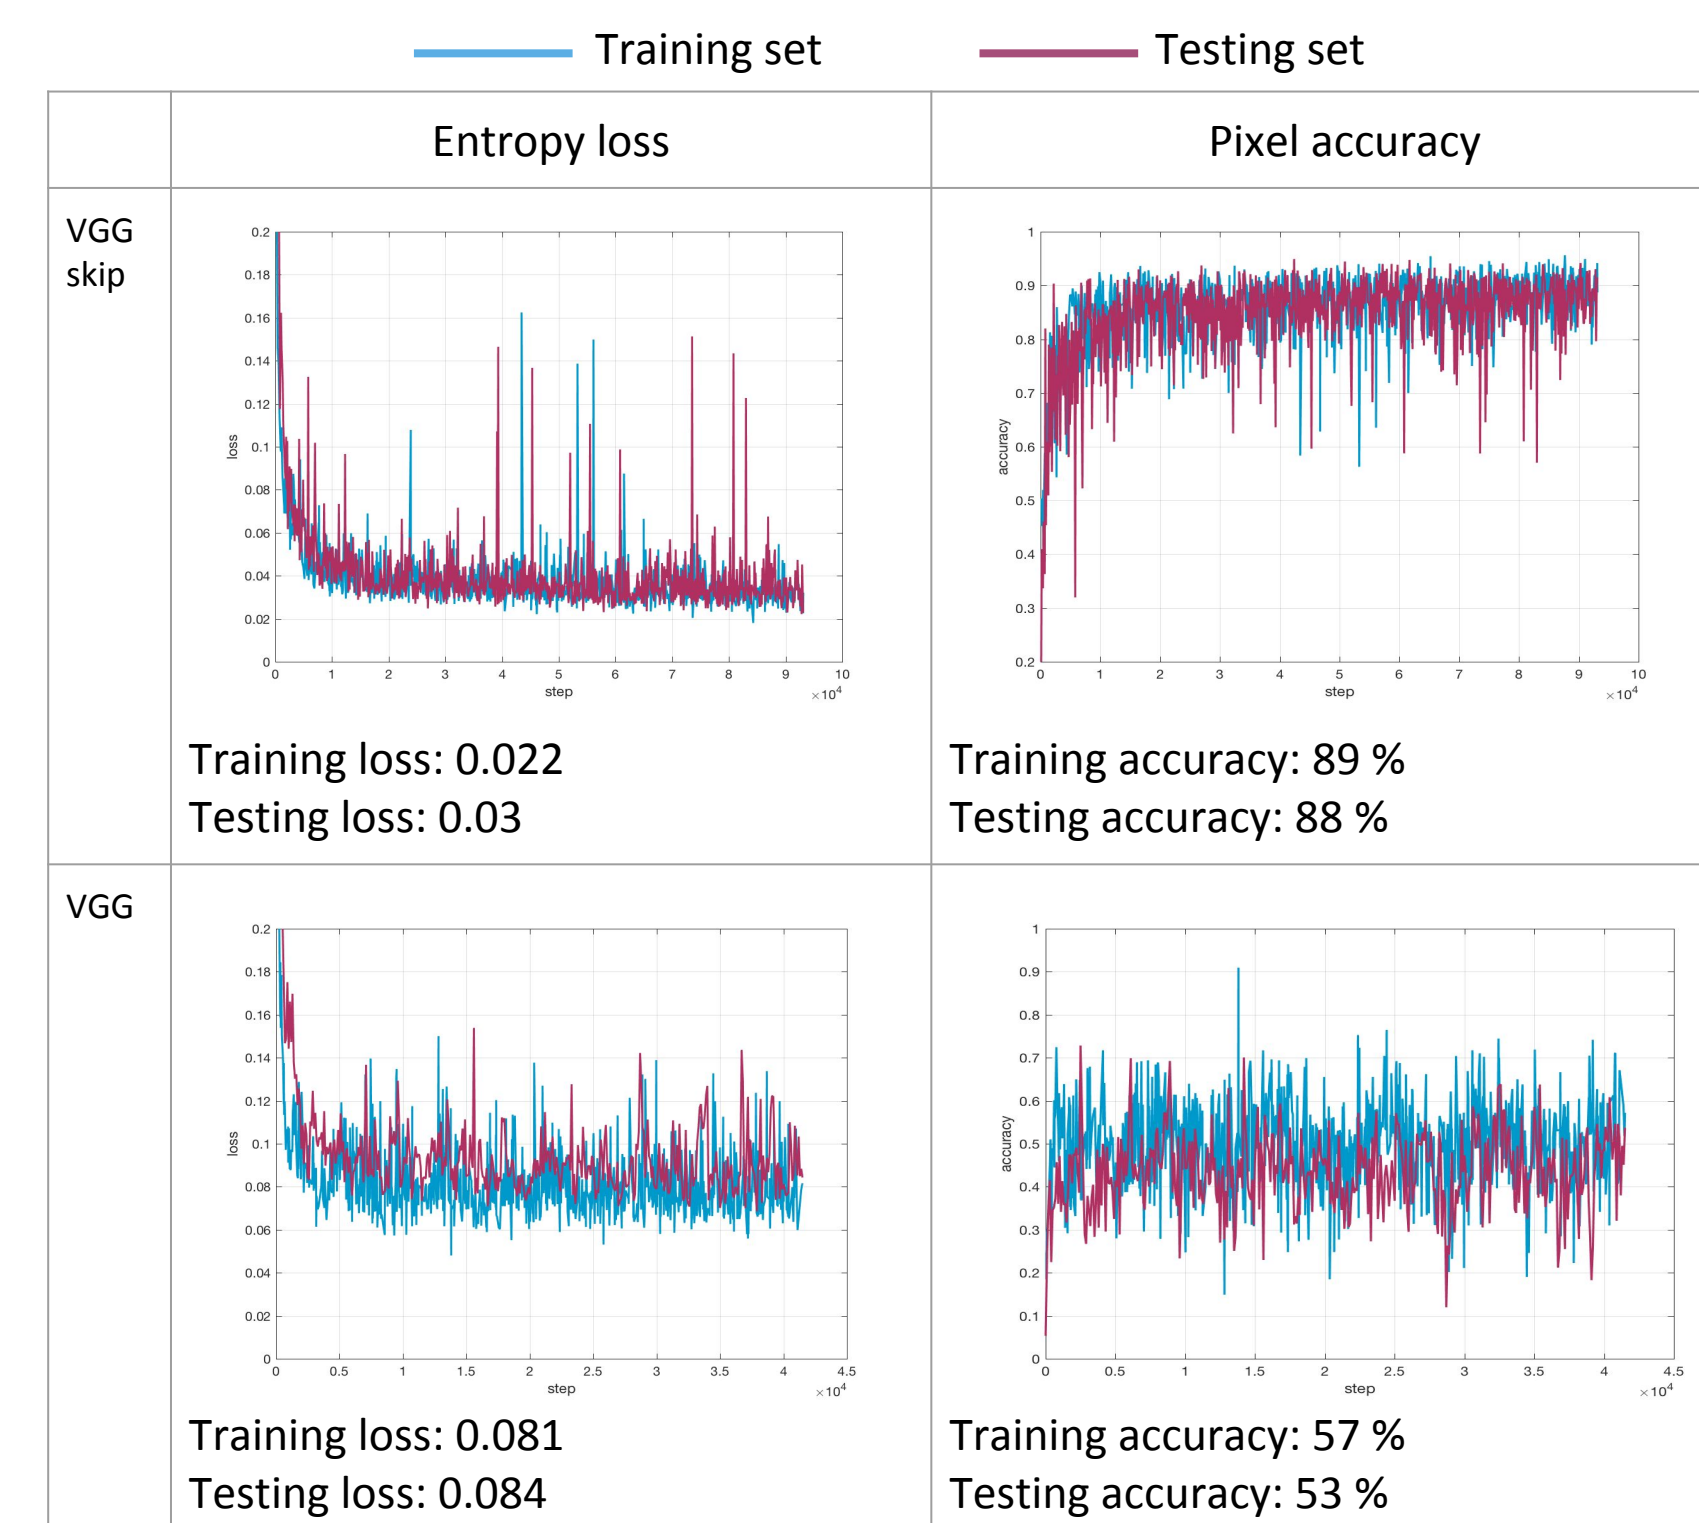 Training set
Testing set
Entropy loss
Pixel accuracy
VGG
skip
0.2
0.18
0.16
0.14
0.12
0.1
0.08
0.06
0.04
0.02
0
loss
0 1 2 3 4 5 6 7 8 9 10
step
×10⁴
1
0.9
0.8
0.7
0.6
0.5
0.4
0.3
0.2
accuracy
0 1 2 3 4 5 6 7 8 9 10
step
×10⁴
Training loss: 0.022
Testing loss: 0.03
Training accuracy: 89 %
Testing accuracy: 88 %
VGG
0.2
0.18
0.16
0.14
0.12
0.1
0.08
0.06
0.04
0.02
0
loss
0 0.5 1 1.5 2 2.5 3 3.5 4 4.5
step
×10⁴
1
0.9
0.8
0.7
0.6
0.5
0.4
0.3
0.2
0.1
0
accuracy
0 0.5 1 1.5 2 2.5 3 3.5 4 4.5
step
×10⁴
Training loss: 0.081
Testing loss: 0.084
Training accuracy: 57 %
Testing accuracy: 53 %